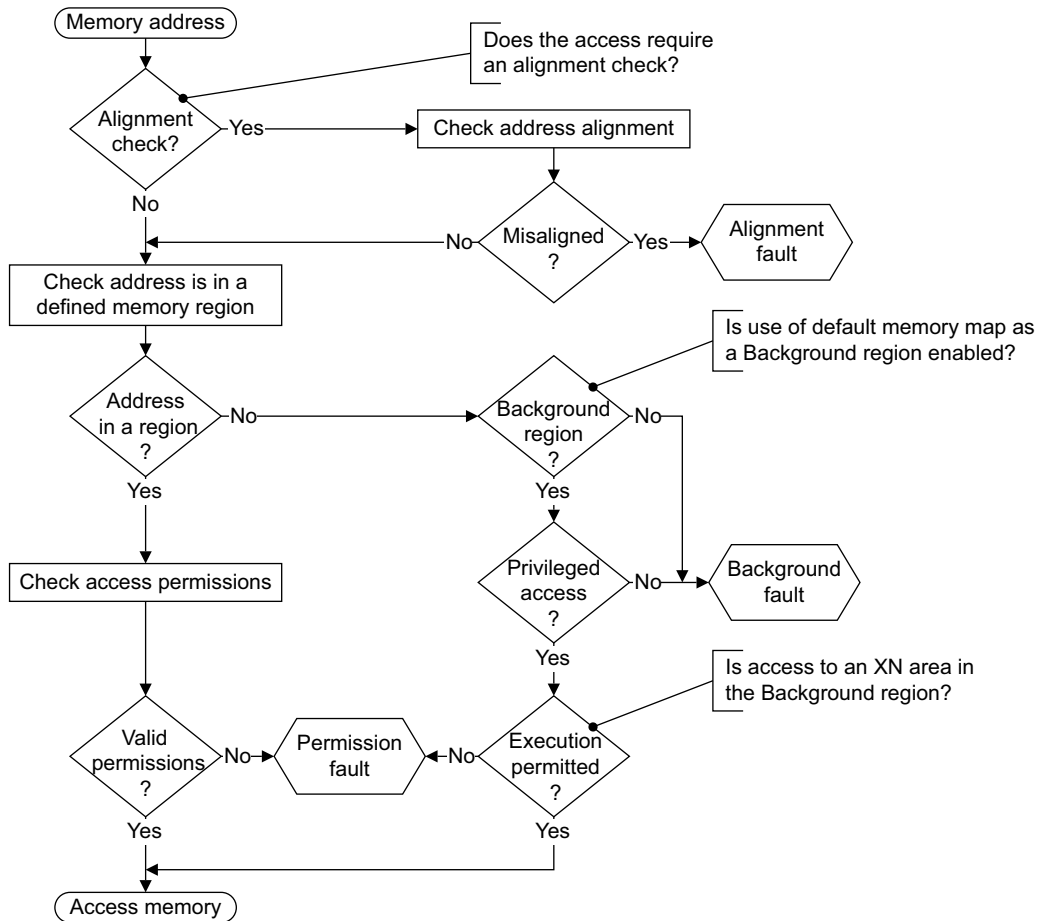 Memory address
Does the access require
an alignment check?
Alignment
check?
Yes
Check address alignment
No
Misaligned
?
No
Yes
Alignment
fault
Check address is in a
defined memory region
Is use of default memory map as
a Background region enabled?
Address
in a region
?
No
Background
region
?
No
Yes
Yes
Check access permissions
Privileged
access
?
No
Background
fault
Yes
Is access to an XN area in
the Background region?
Valid
permissions
?
No
Permission
fault
No
Execution
permitted
?
Yes
Yes
Access memory